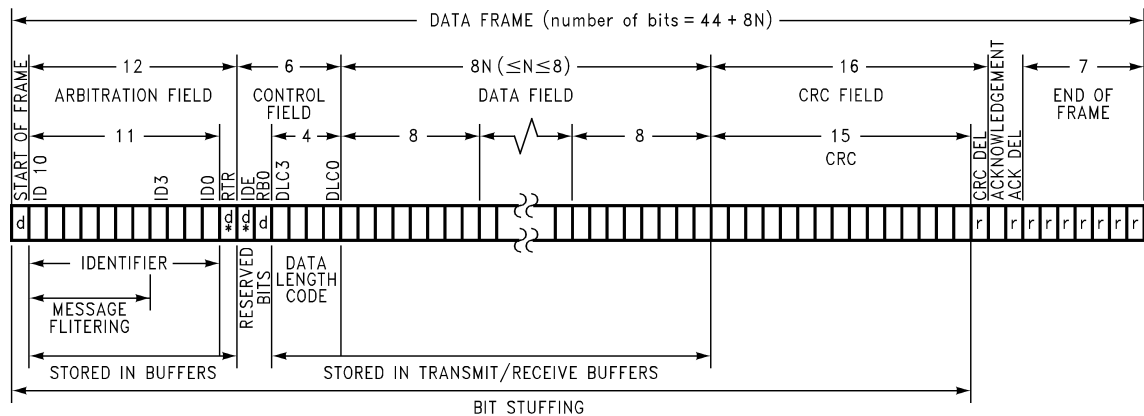 DATA FRAME (number of bits = 44 + 8N)
12
ARBITRATION FIELD
6
CONTROL
FIELD
8N (≤N≤8)
DATA FIELD
16
CRC FIELD
7
END OF
FRAME
11
4
8
8
15
CRC
START OF FRAME
ID 10
ID3
ID0
RTR
IDE
RB0
DLC3
DLC0
CRC DEL
ACKNOWLEDGEMENT
ACK DEL
d d * d * d r r r r r r r r r
IDENTIFIER
MESSAGE
FLITERING
RESERVED
BITS
DATA
LENGTH
CODE
STORED IN BUFFERS
STORED IN TRANSMIT/RECEIVE BUFFERS
BIT STUFFING